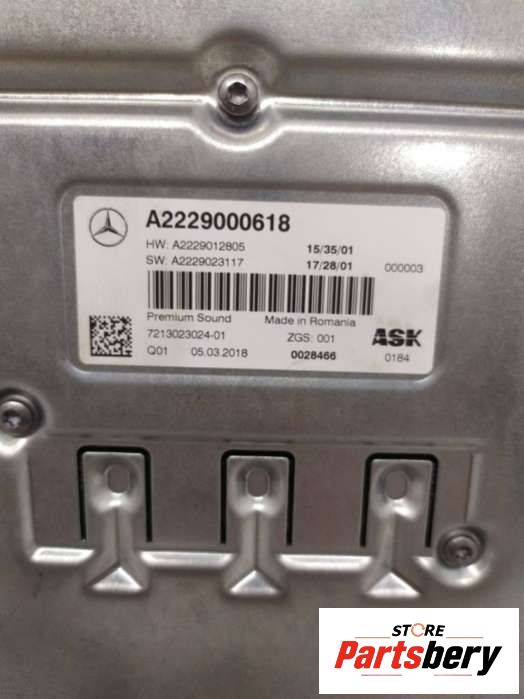 A2229000618
HW: A2229012805 15/35/01
SW: A2229023117 17/28/01 000003
Premium Sound Made in Romania
7213023024-01 ZGS: 001 ASK
Q01 05.03.2018 0028466 0184
STORE
Partsbery